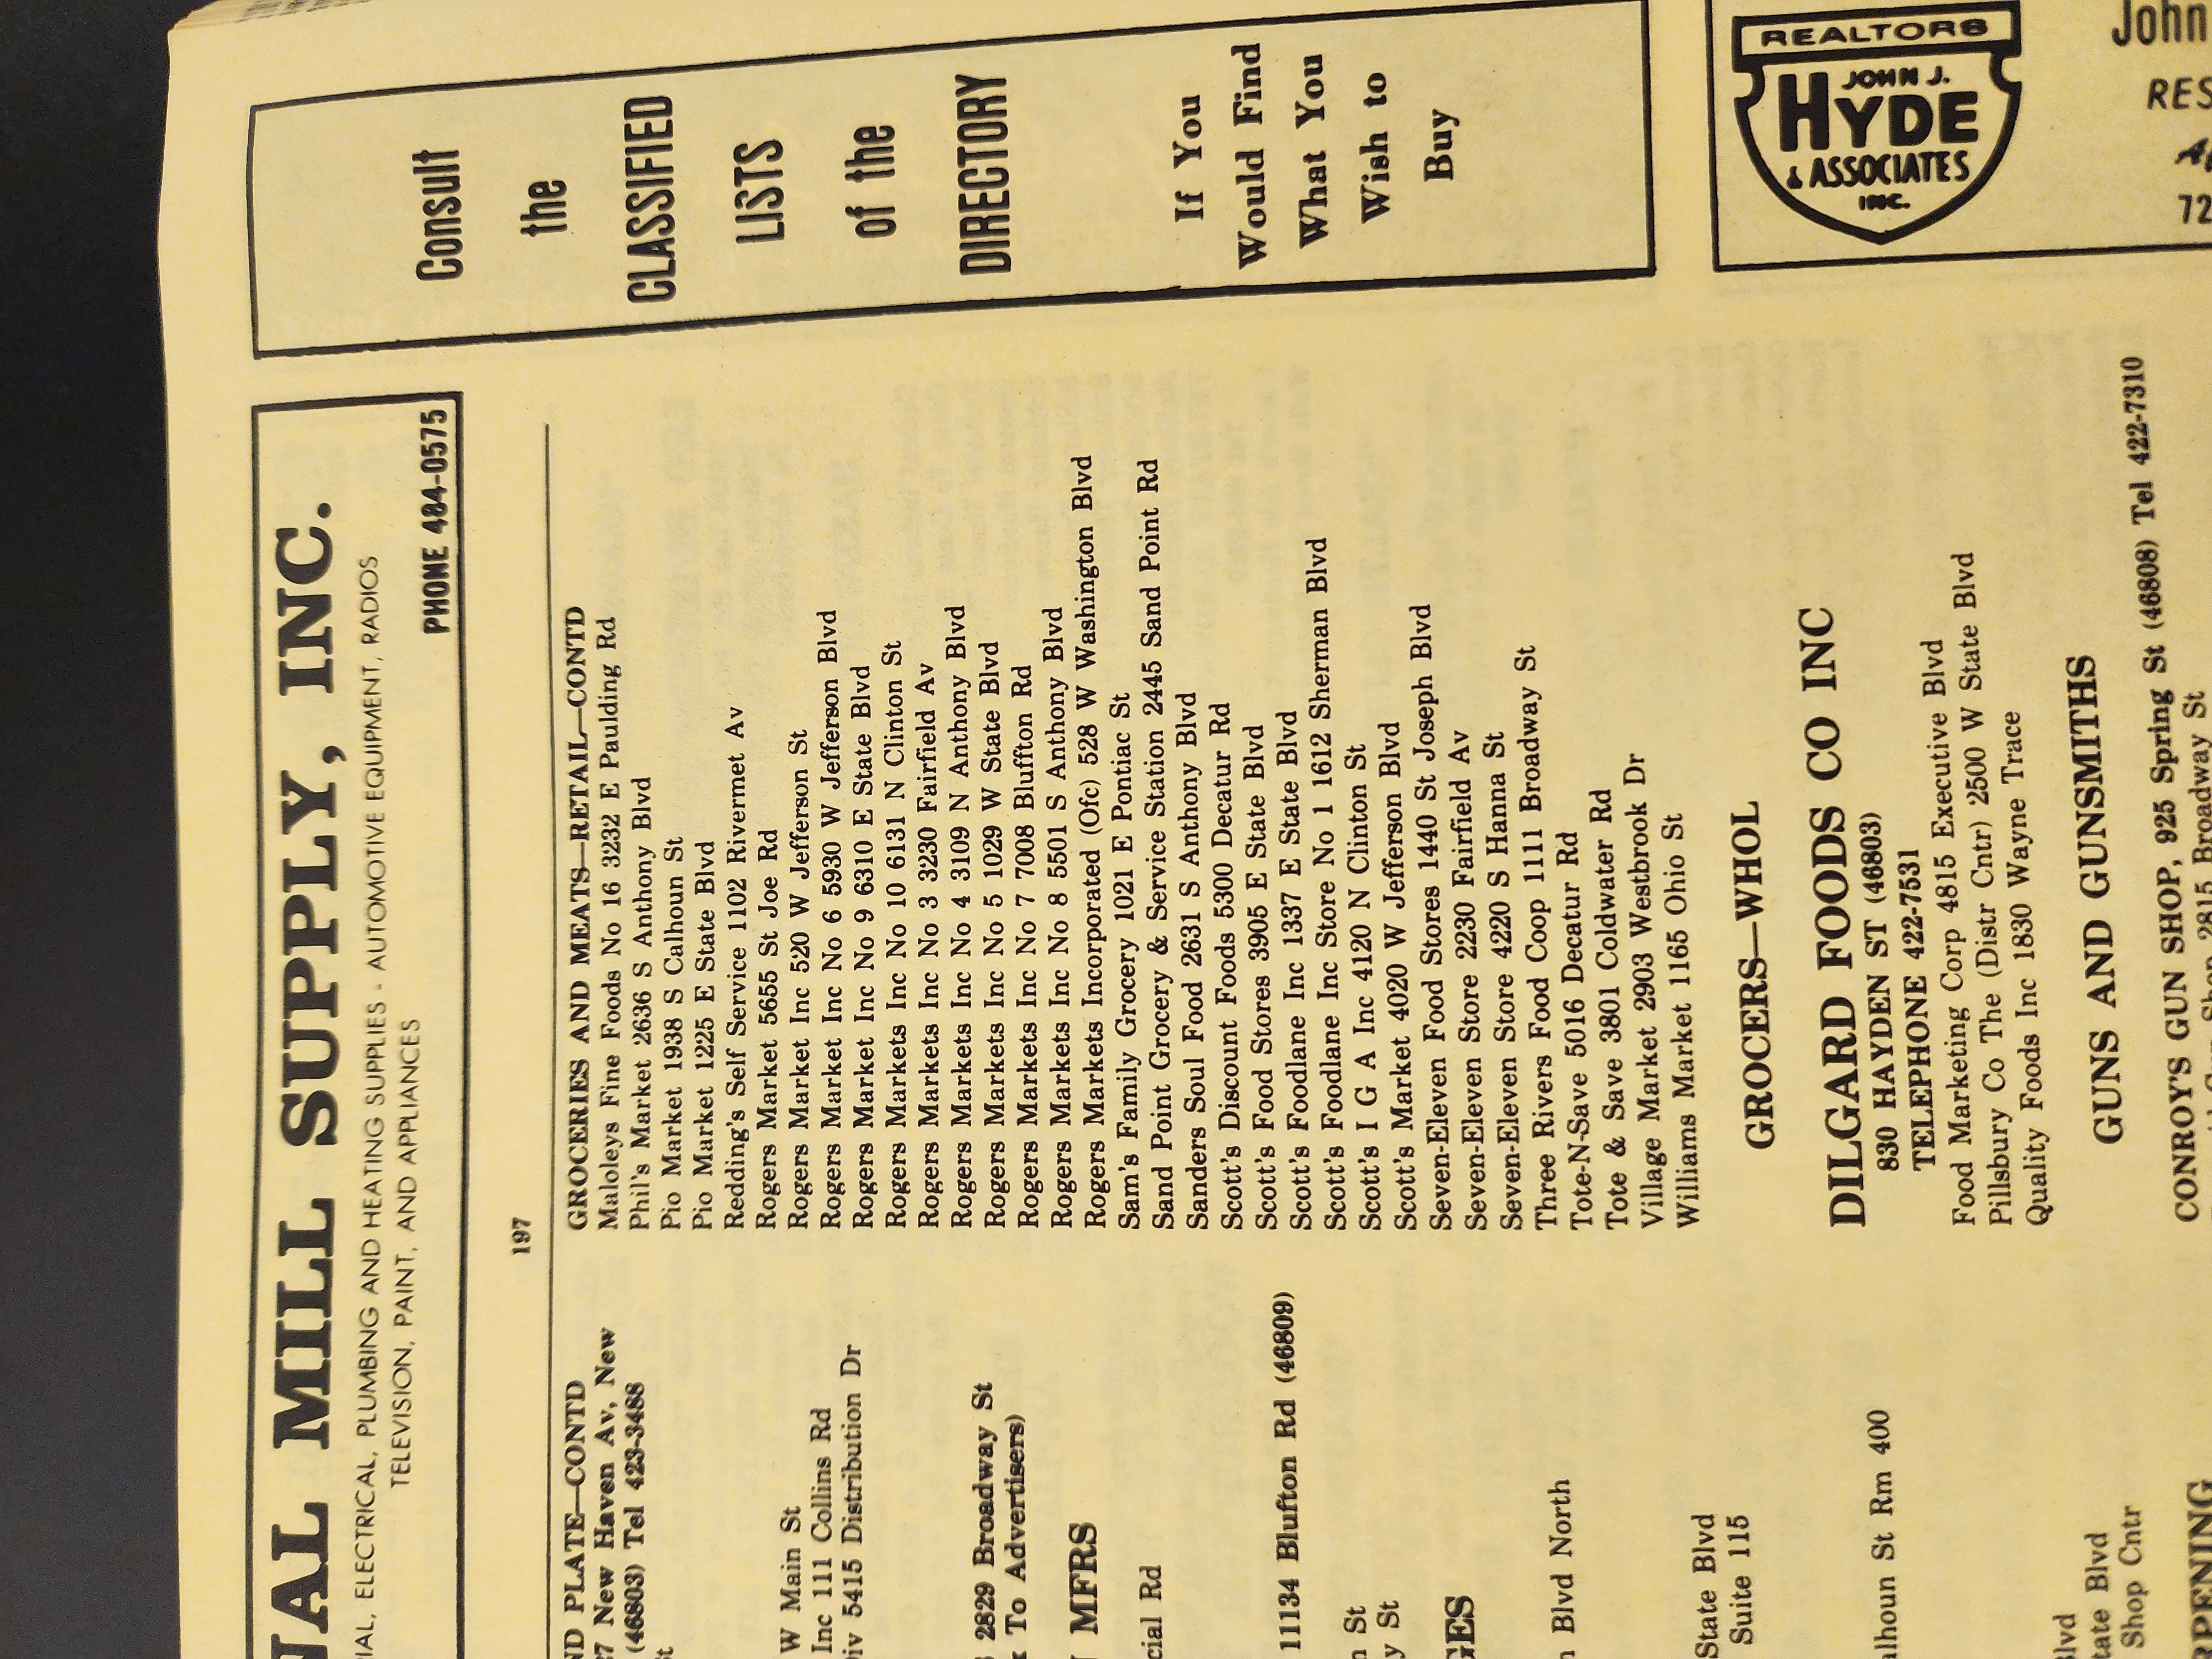 NAL MILL SUPPLY, INC.
IAL, ELECTRICAL, PLUMBING AND HEATING SUPPLIES - AUTOMOTIVE EQUIPMENT, RADIOS
TELEVISION, PAINT, AND APPLIANCES
PHONE 484-0575
197
ND PLATE—CONTD
7 New Haven Av, New
(46803) Tel 423-3488
St
W Main St
Inc 111 Collins Rd
Div 5415 Distribution Dr
2829 Broadway St
To Advertisers)
MFRS
cial Rd
11134 Blufton Rd (46809)
n St
y St
GES
n Blvd North
State Blvd
Suite 115
alhoun St Rm 400
Blvd
tate Blvd
Shop Cntr
RPENING
GROCERIES AND MEATS—RETAIL—CONTD
Maloleys Fine Foods No 16 3232 E Paulding Rd
Phil's Market 2636 S Anthony Blvd
Pio Market 1938 S Calhoun St
Pio Market 1225 E State Blvd
Redding's Self Service 1102 Rivermet Av
Rogers Market 5655 St Joe Rd
Rogers Market Inc 520 W Jefferson St
Rogers Market Inc No 6 5930 W Jefferson Blvd
Rogers Market Inc No 9 6310 E State Blvd
Rogers Markets Inc No 10 6131 N Clinton St
Rogers Markets Inc No 3 3230 Fairfield Av
Rogers Markets Inc No 4 3109 N Anthony Blvd
Rogers Markets Inc No 5 1029 W State Blvd
Rogers Markets Inc No 7 7008 Bluffton Rd
Rogers Markets Inc No 8 5501 S Anthony Blvd
Rogers Markets Incorporated (Ofc) 528 W Washington Blvd
Sam's Family Grocery 1021 E Pontiac St
Sand Point Grocery & Service Station 2445 Sand Point Rd
Sanders Soul Food 2631 S Anthony Blvd
Scott's Discount Foods 5300 Decatur Rd
Scott's Food Stores 3905 E State Blvd
Scott's Foodlane Inc 1337 E State Blvd
Scott's Foodlane Inc Store No 1 1612 Sherman Blvd
Scott's I G A Inc 4120 N Clinton St
Scott's Market 4020 W Jefferson Blvd
Seven-Eleven Food Stores 1440 St Joseph Blvd
Seven-Eleven Store 2230 Fairfield Av
Seven-Eleven Store 4220 S Hanna St
Three Rivers Food Coop 1111 Broadway St
Tote-N-Save 5016 Decatur Rd
Tote & Save 3801 Coldwater Rd
Village Market 2903 Westbrook Dr
Williams Market 1165 Ohio St
GROCERS—WHOL
DILGARD FOODS CO INC
830 HAYDEN ST (46803)
TELEPHONE 422-7531
Food Marketing Corp 4815 Executive Blvd
Pillsbury Co The (Distr Cntr) 2500 W State Blvd
Quality Foods Inc 1830 Wayne Trace
GUNS AND GUNSMITHS
CONROY'S GUN SHOP, 925 Spring St (46808) Tel 422-7310
Gun Shop 2815 Broadway St
Consult
the
CLASSIFIED
LISTS
of the
DIRECTORY
If You
Would Find
What You
Wish to
Buy
REALTORS
JOHN J.
HYDE
& ASSOCIATES
INC.
John
RES
72